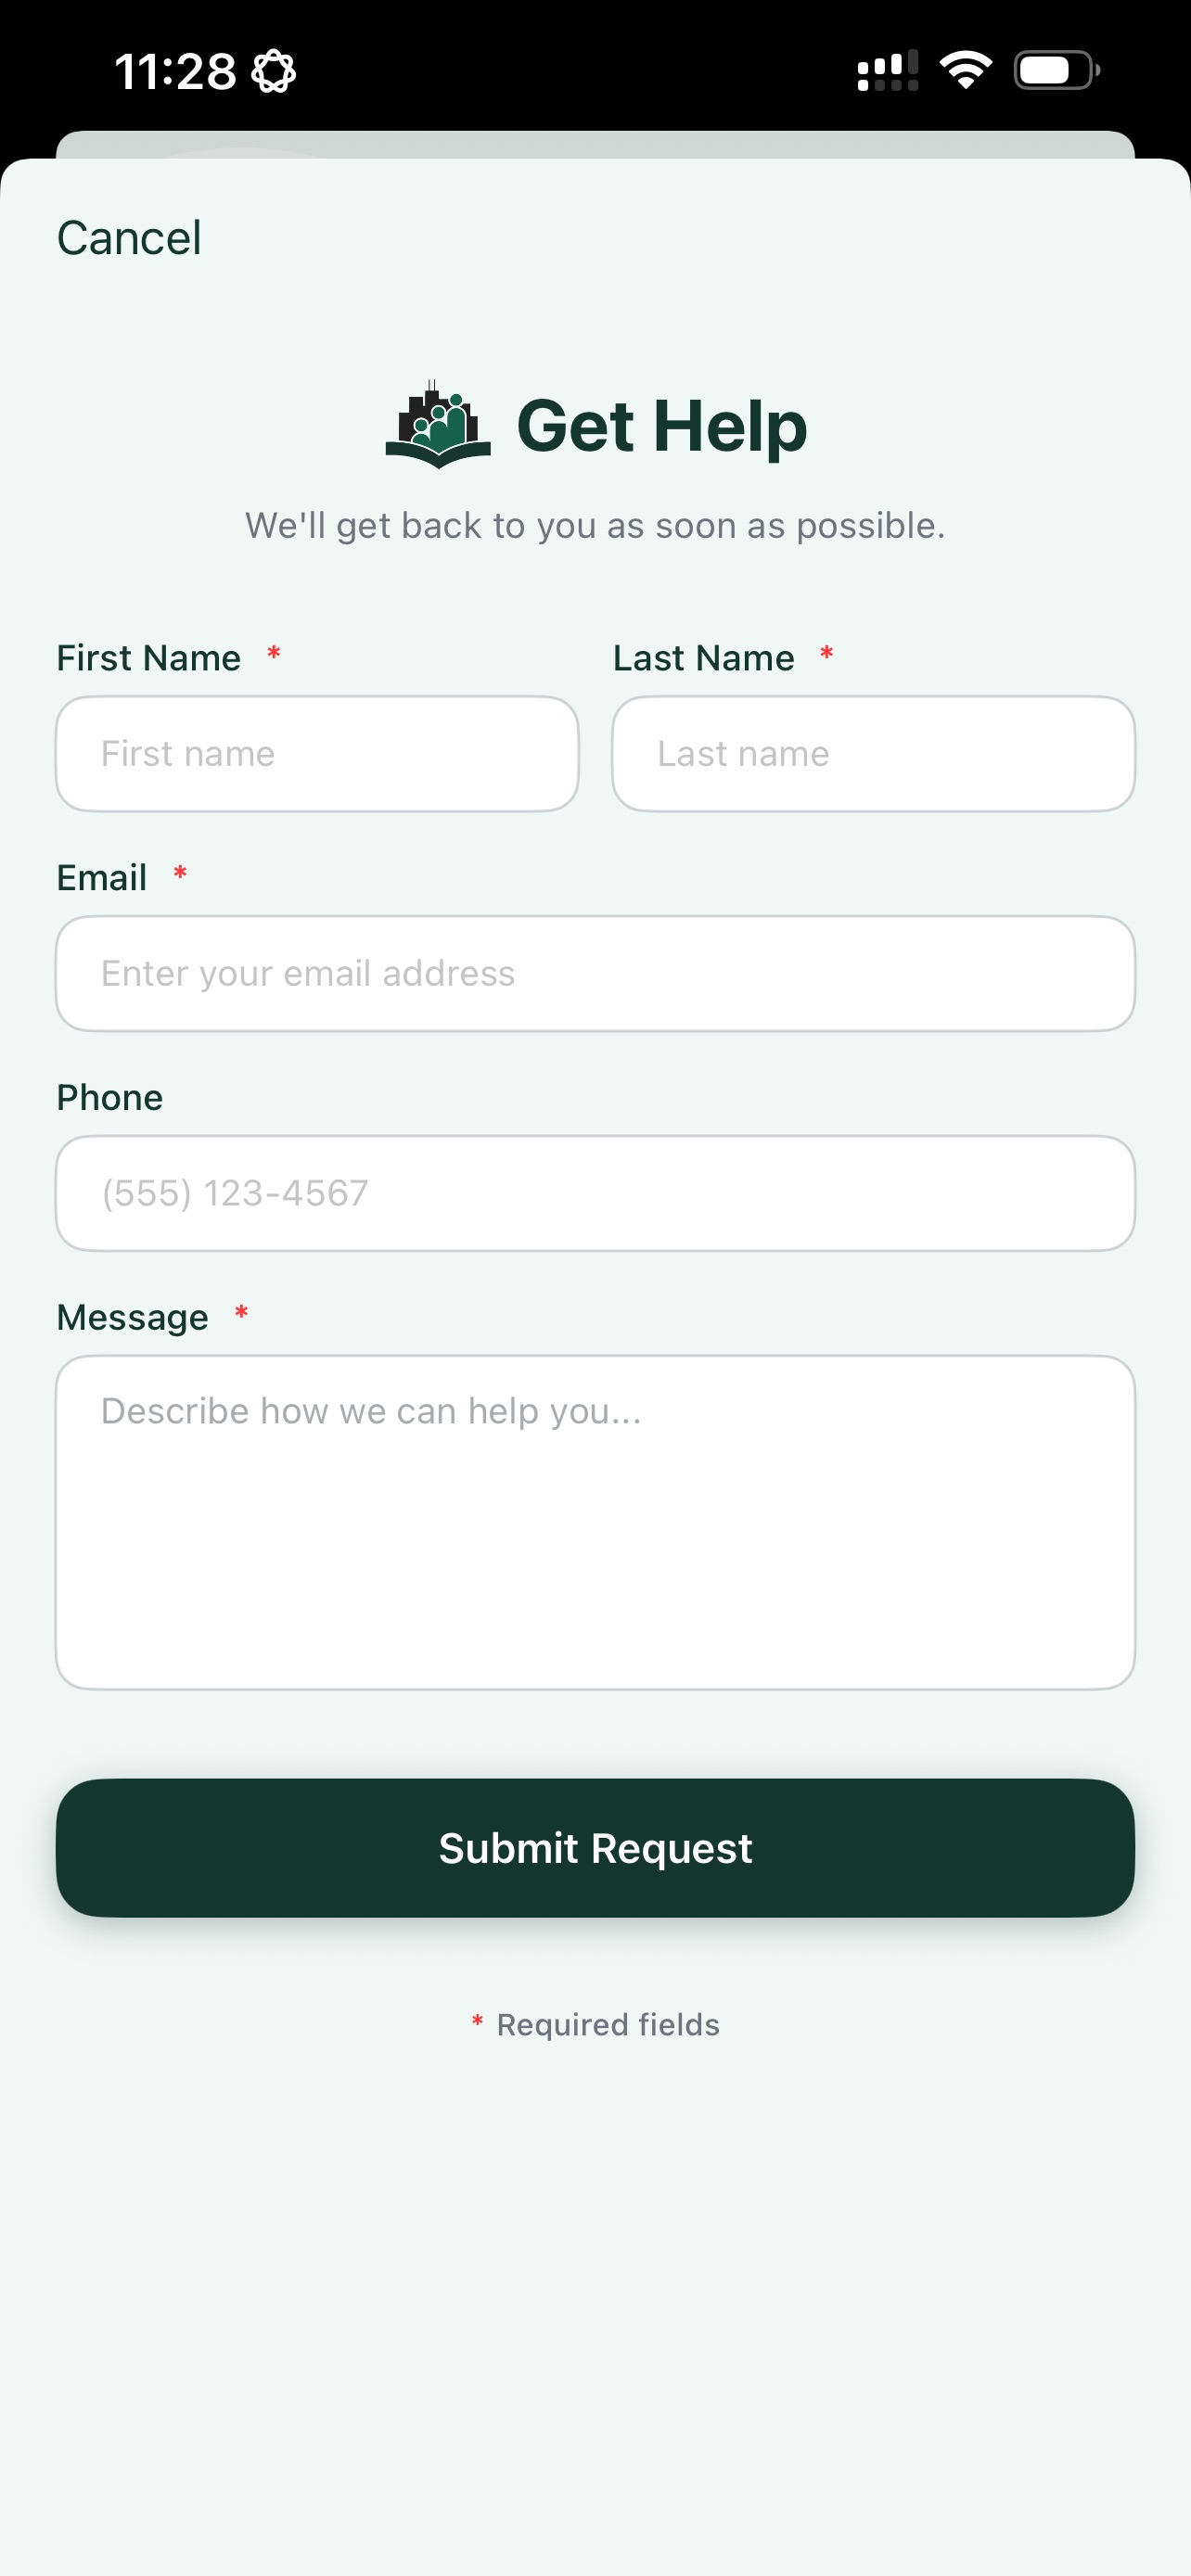 11:28
Cancel
Get Help
We'll get back to you as soon as possible.
First Name * Last Name *
First name Last name
Email *
Enter your email address
Phone
(555) 123-4567
Message *
Describe how we can help you...
Submit Request
* Required fields